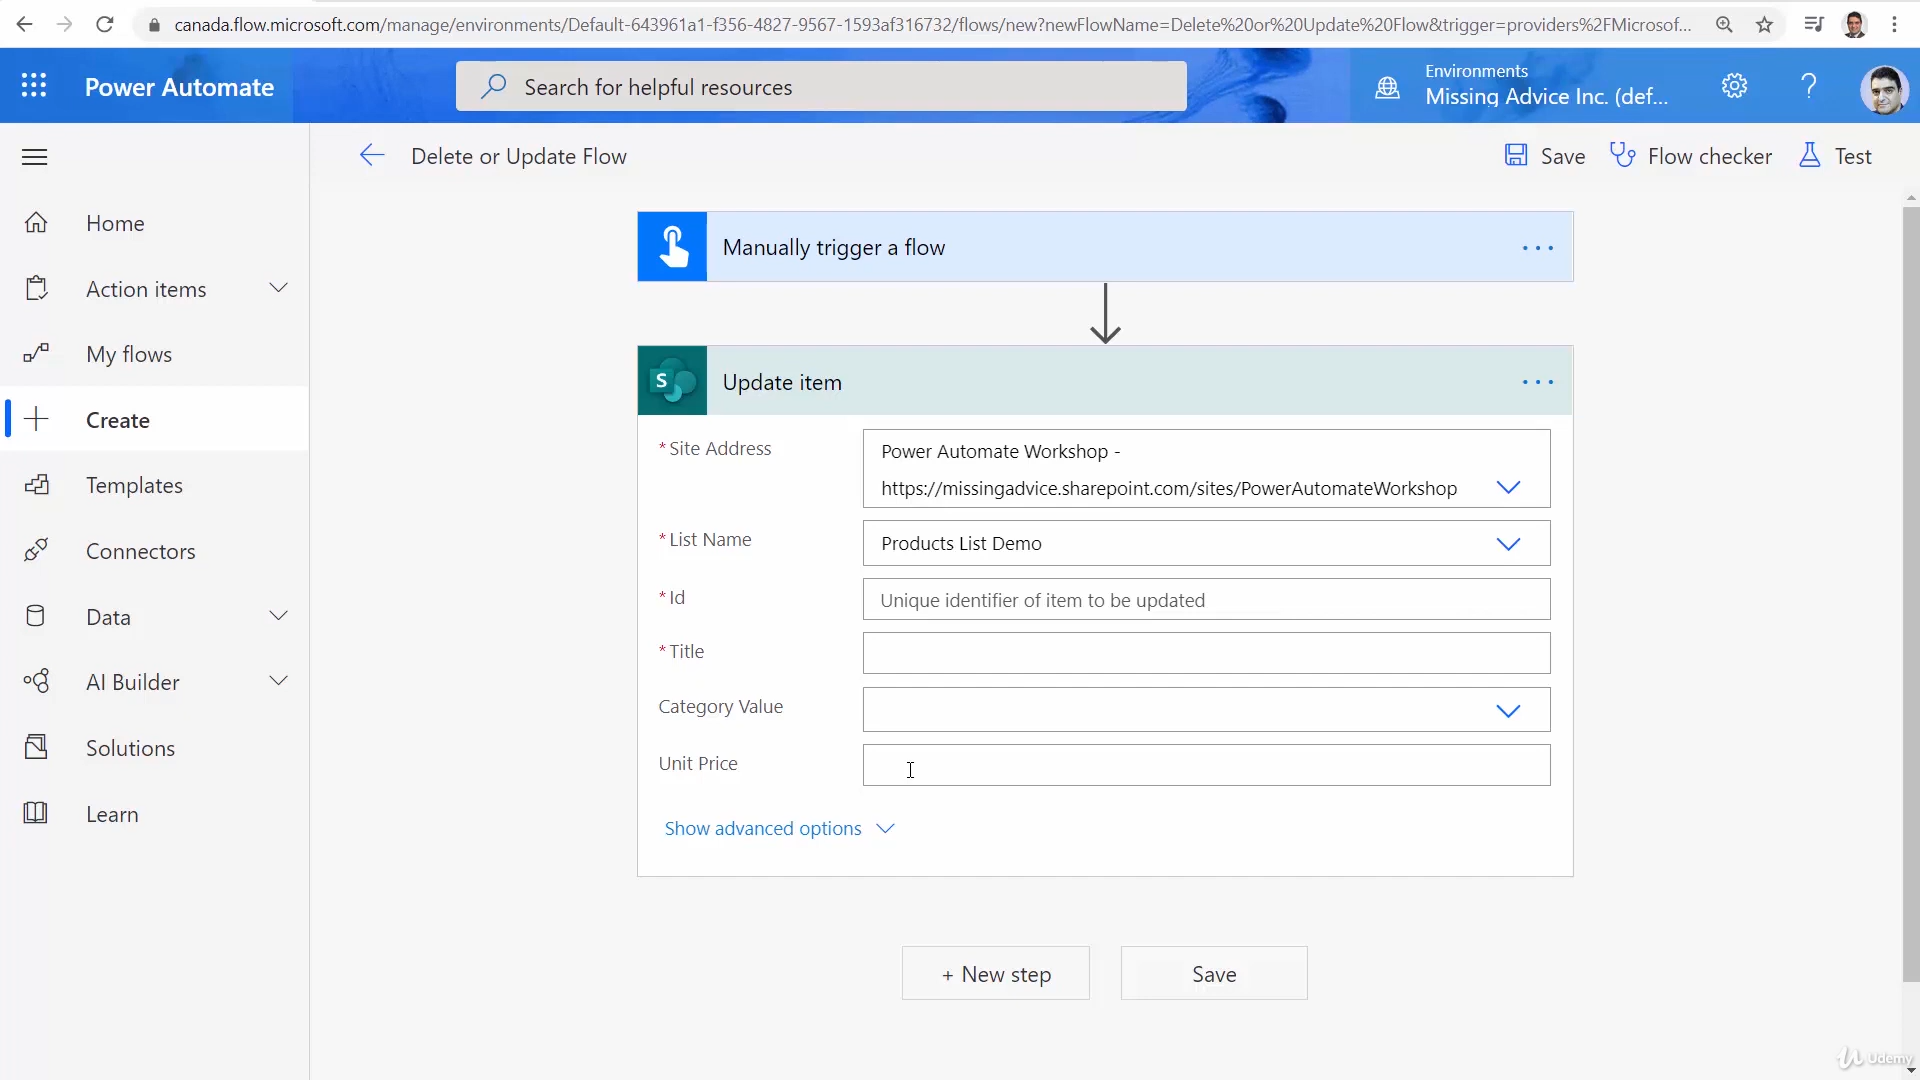 canada.flow.microsoft.com/manage/environments/Default-643961a1-f356-4827-9567-1593af316732/flows/new?newFlowName=Delete%20or%20Update%20Flow&trigger=providers%2FMicrosof...
Power Automate
Search for helpful resources
Environments
Missing Advice Inc. (def...
?
Delete or Update Flow
Save
Flow checker
Test
Home
Action items
My flows
Create
Templates
Connectors
Data
AI Builder
Solutions
Learn
Manually trigger a flow
S
Update item
* Site Address
Power Automate Workshop -
https://missingadvice.sharepoint.com/sites/PowerAutomateWorkshop
* List Name
Products List Demo
* Id
Unique identifier of item to be updated
* Title
Category Value
Unit Price
Show advanced options
+ New step
Save
Udemy